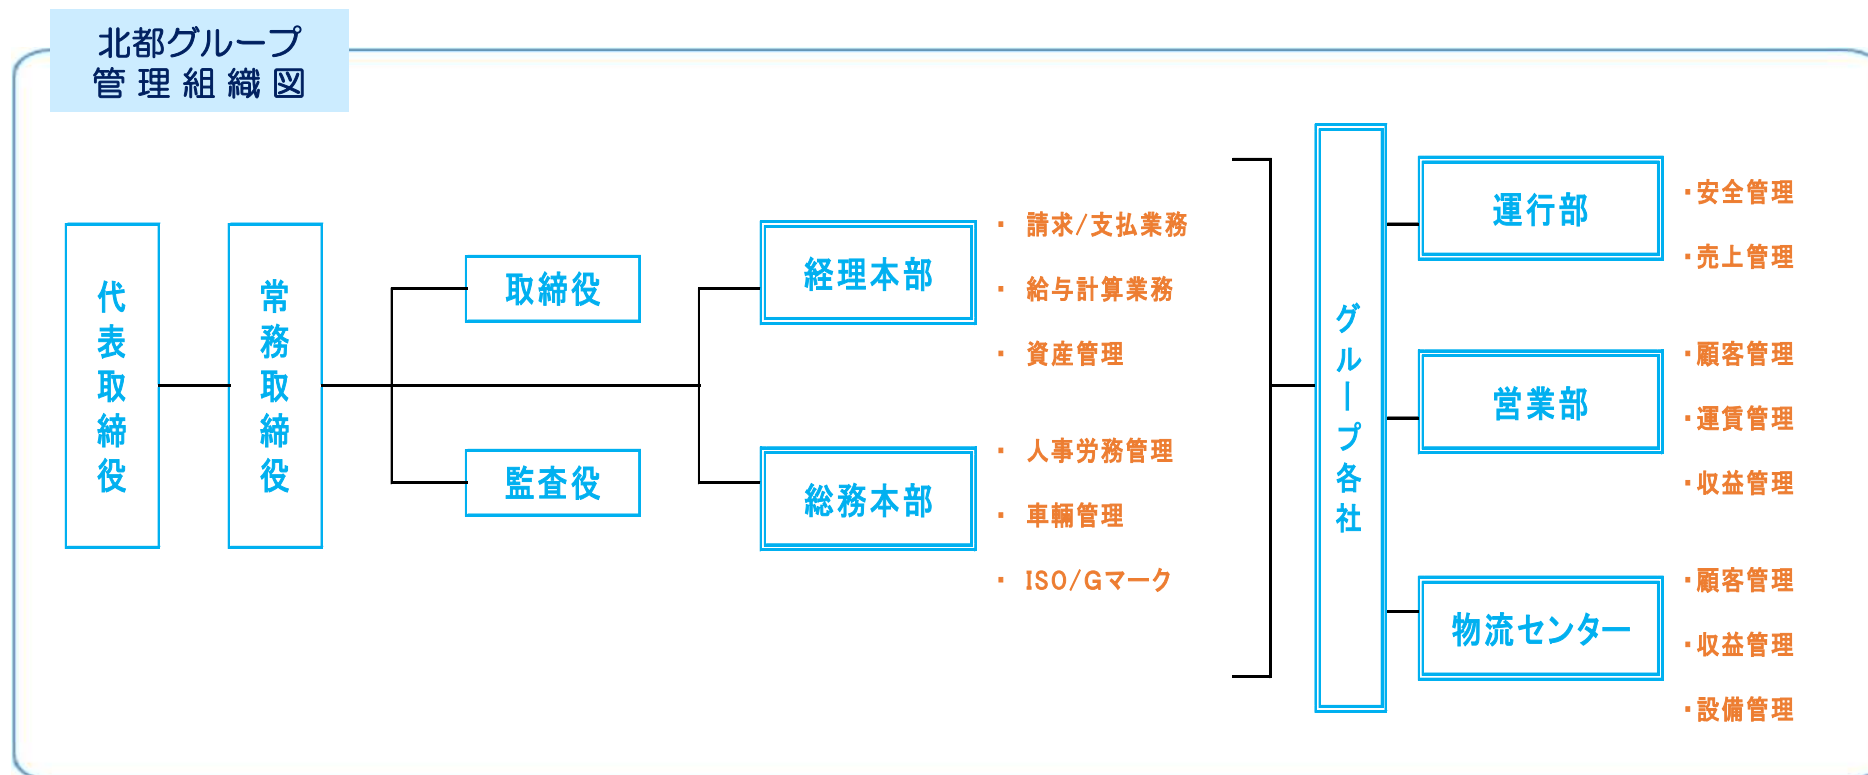 北都グループ
管理組織図
代表取締役
常務取締役
取締役
監査役
経理本部
・ 請求/支払業務
・ 給与計算業務
・ 資産管理
総務本部
・ 人事労務管理
・ 車輛管理
・ ISO/Gマーク
グループ各社
運行部
・安全管理
・売上管理
営業部
・顧客管理
・運賃管理
・収益管理
物流センター
・顧客管理
・収益管理
・設備管理